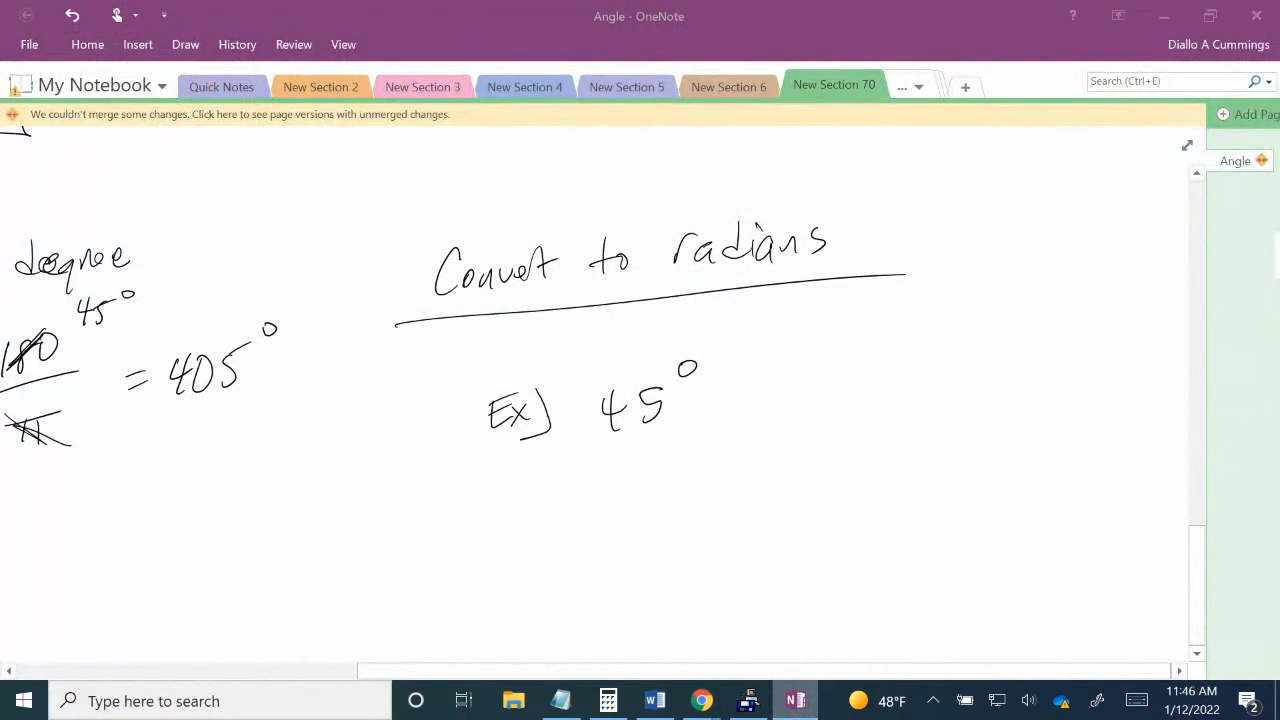 Angle - OneNote
?
File Home Insert Draw History Review View
Diallo A Cummings
My Notebook Quick Notes New Section 2 New Section 3 New Section 4 New Section 5 New Section 6 New Section 70 ... Search (Ctrl+E)
We couldn't merge some changes. Click here to see page versions with unmerged changes.
Add Pag
Angle
degree
45°
180
π
= 405°
Convert to radians
Ex] 45°
Type here to search
48°F
11:46 AM
1/12/2022
2